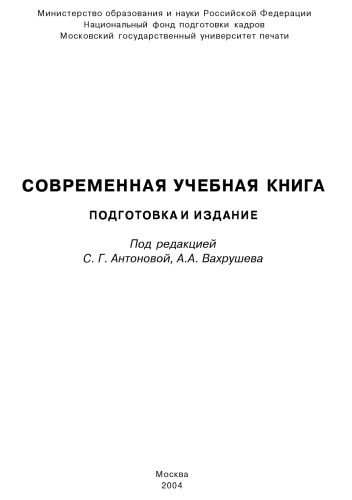 Министерство образования и науки Российской Федерации
Национальный фонд подготовки кадров
Московский государственный университет печати
СОВРЕМЕННАЯ УЧЕБНАЯ КНИГА
ПОДГОТОВКА И ИЗДАНИЕ
Под редакцией
С. Г. Антоновой, А.А. Вахрушева
Москва
2004